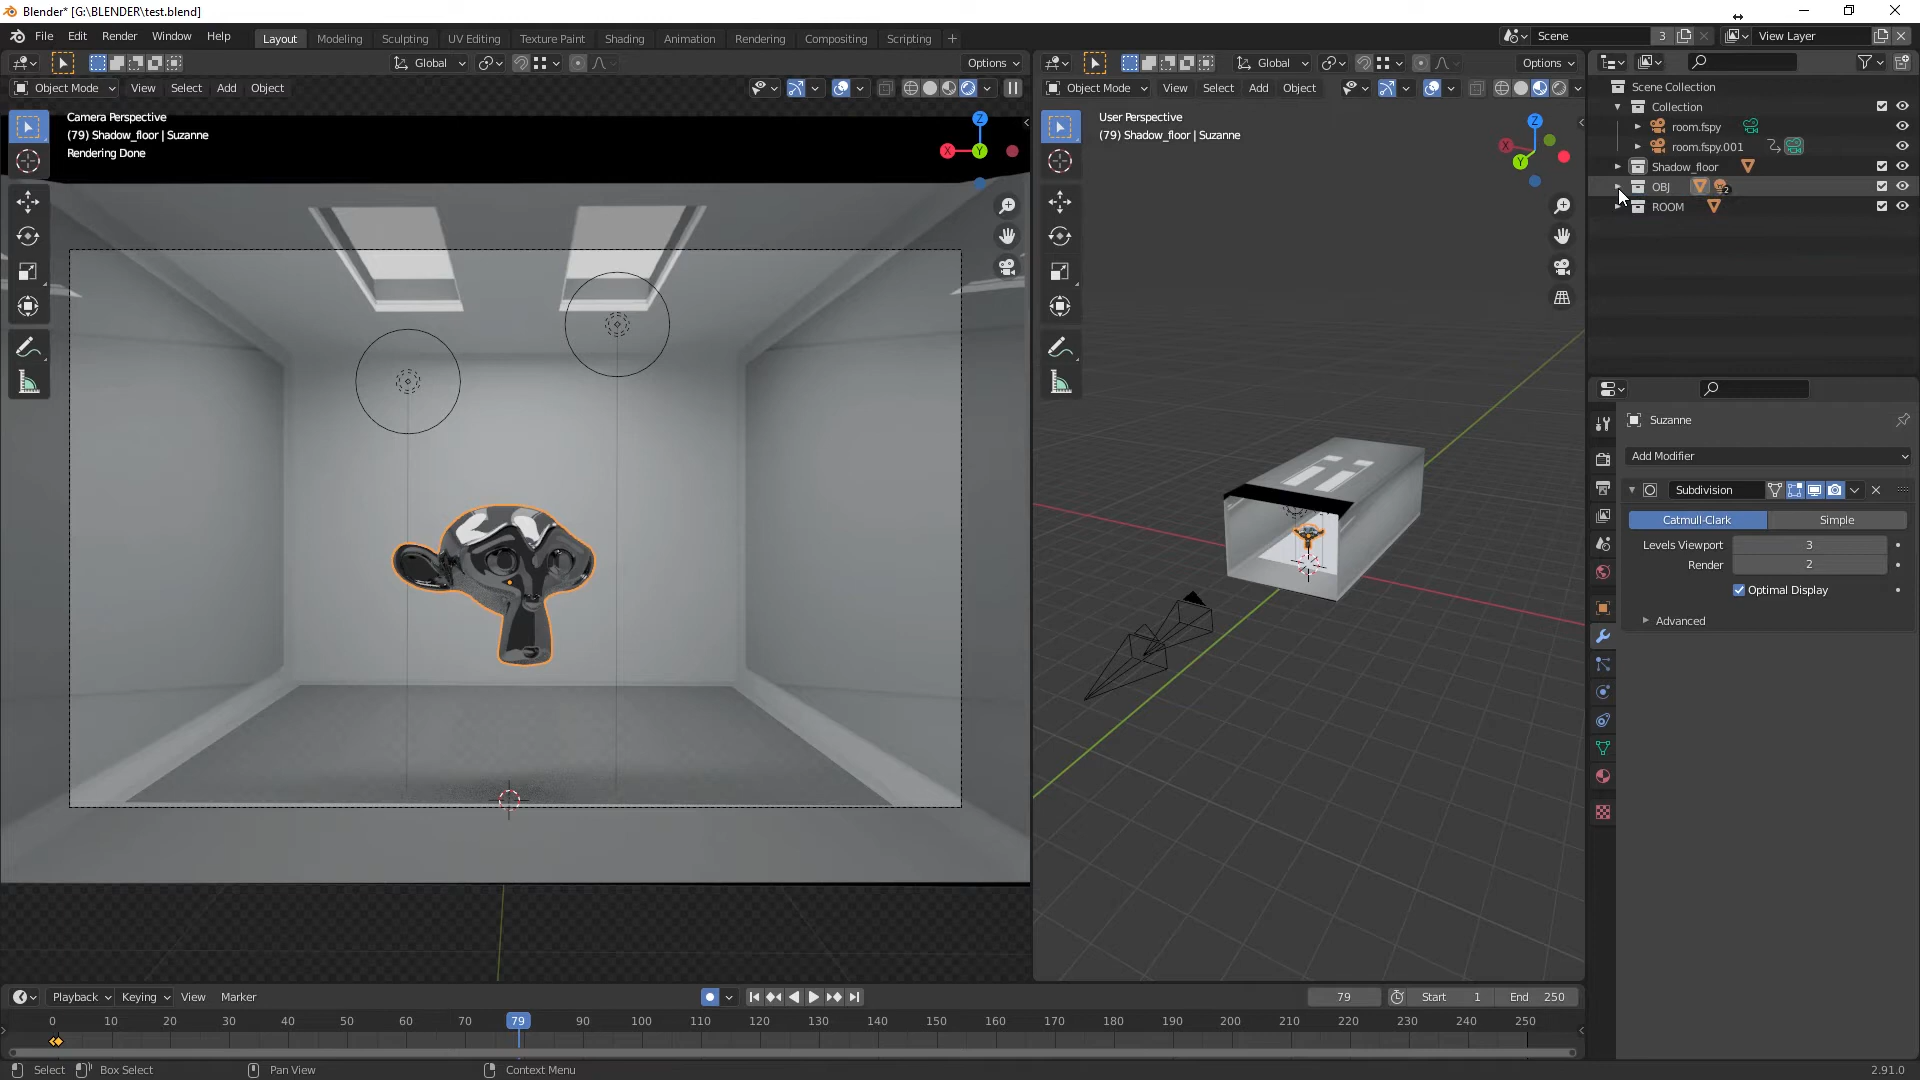 Blender* [G:\BLENDER\test.blend]
File Edit Render Window Help Layout Modeling Sculpting UV Editing Texture Paint Shading Animation Rendering Compositing Scripting + Scene 3 View Layer
Global Options Global Options
Object Mode View Select Add Object Object Mode View Select Add Object
Camera Perspective
(79) Shadow_floor | Suzanne
Rendering Done
Z
X
Y
User Perspective
(79) Shadow_floor | Suzanne
Z
X
Y
Scene Collection
Collection
room.fspy
room.fspy.001
Shadow_floor
OBJ 2
ROOM
Suzanne
Add Modifier
Subdivision
Catmull-Clark Simple
Levels Viewport 3
Render 2
Optimal Display
Advanced
Playback Keying View Marker 79 Start 1 End 250
0 10 20 30 40 50 60 70 79 90 100 110 120 130 140 150 160 170 180 190 200 210 220 230 240 250
Select Box Select Pan View Context Menu 2.91.0